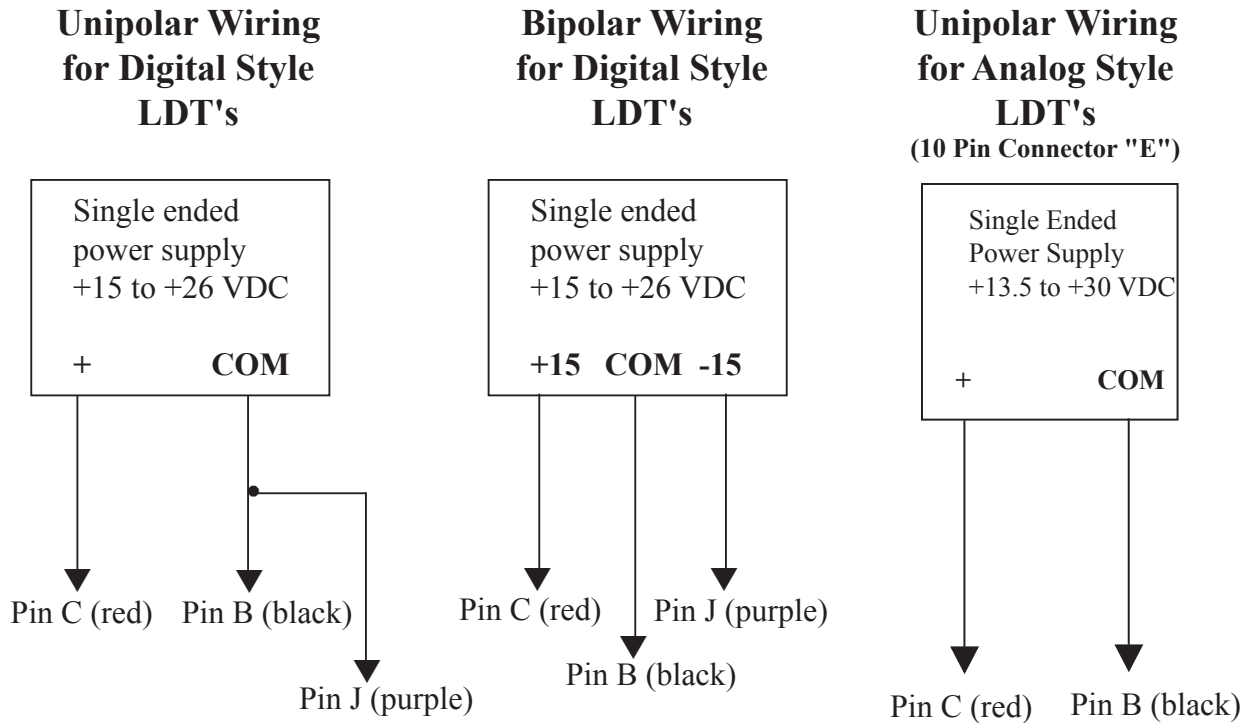 Unipolar Wiring
for Digital Style
LDT's
Single ended
power supply
+15 to +26 VDC
+ COM
Pin C (red) Pin B (black)
Pin J (purple)
Bipolar Wiring
for Digital Style
LDT's
Single ended
power supply
+15 to +26 VDC
+15 COM -15
Pin C (red) Pin J (purple)
Pin B (black)
Unipolar Wiring
for Analog Style
LDT's
(10 Pin Connector "E")
Single Ended
Power Supply
+13.5 to +30 VDC
+ COM
Pin C (red) Pin B (black)